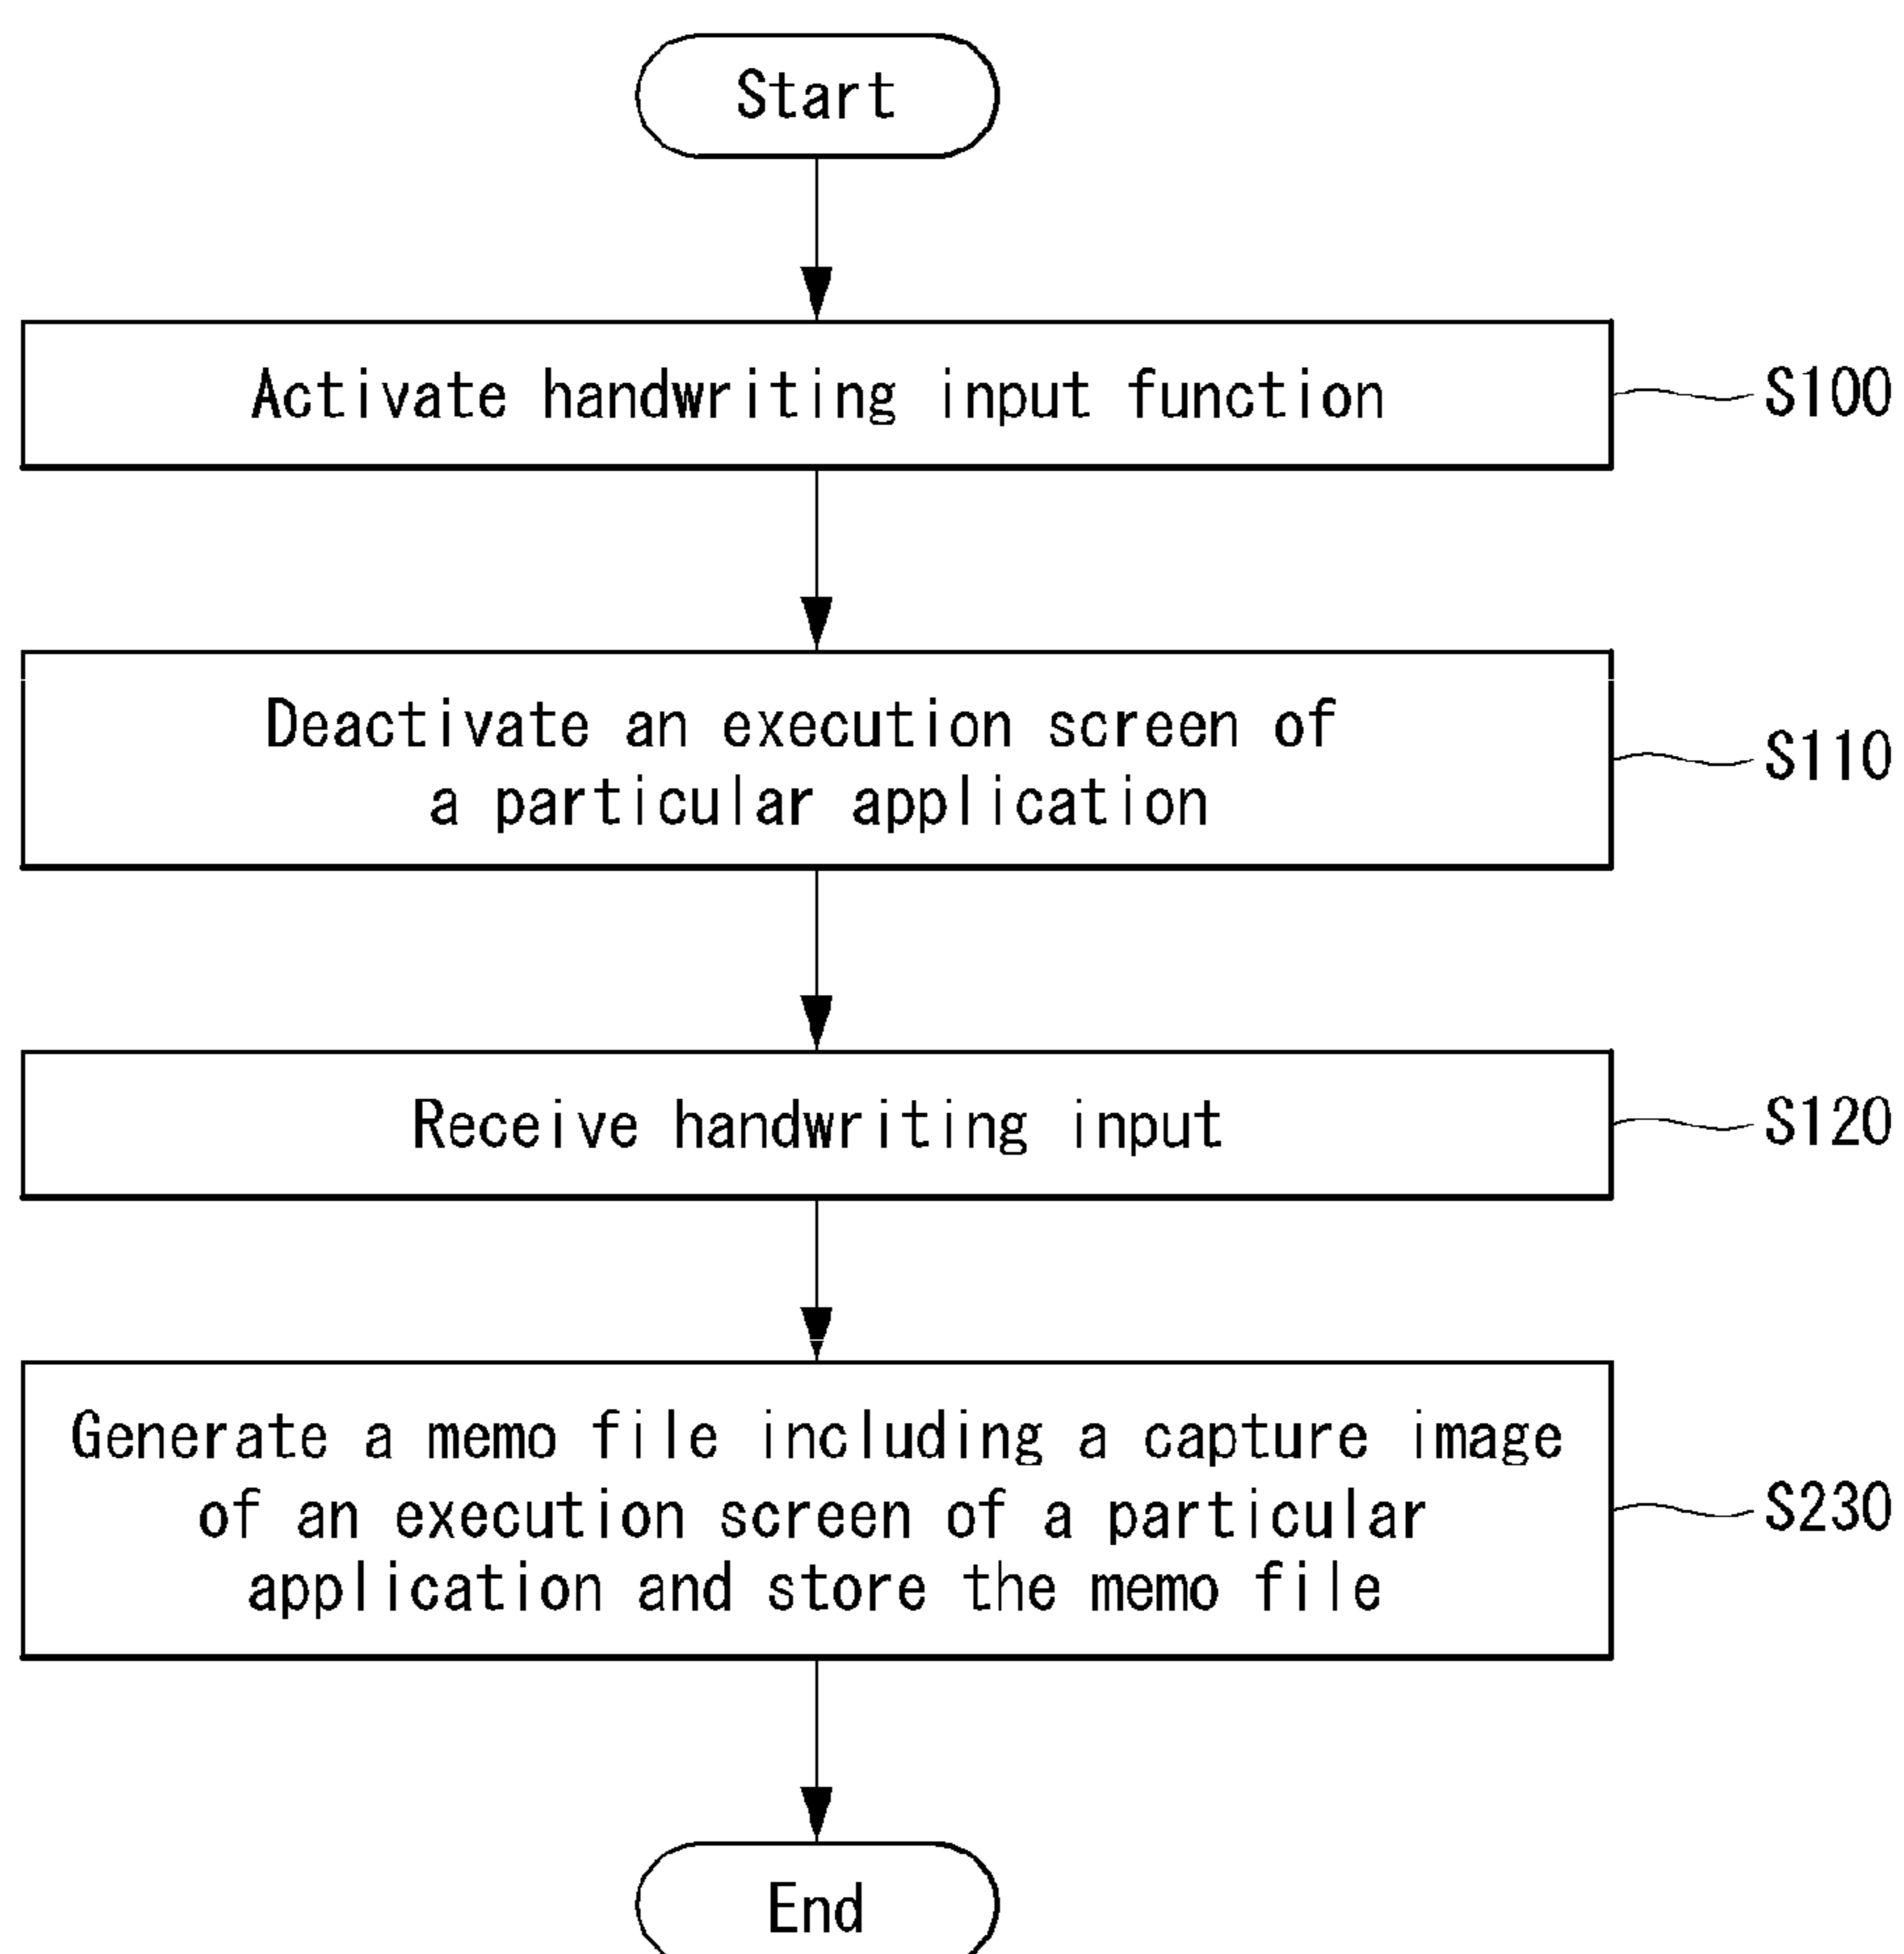 Start
Activate handwriting input function
S100
Deactivate an execution screen of
a particular application
S110
Receive handwriting input
S120
Generate a memo file including a capture image
of an execution screen of a particular
application and store the memo file
S230
End